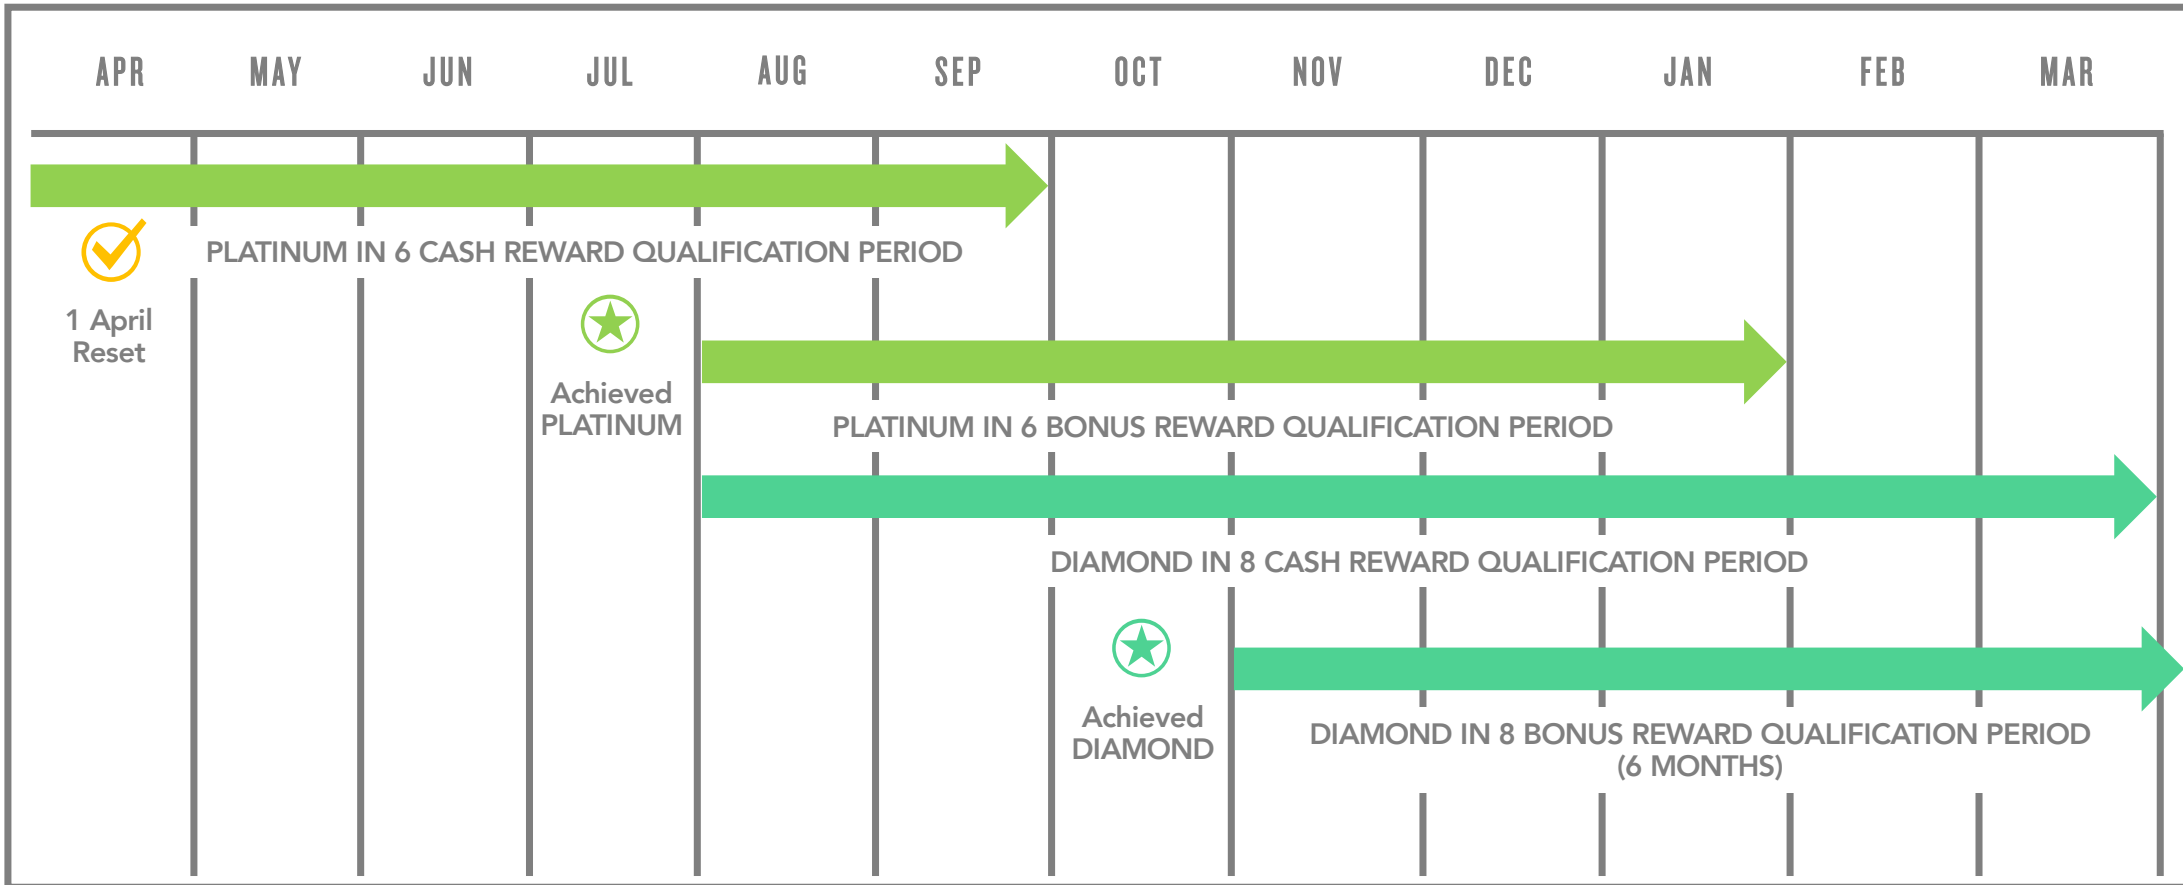 APR MAY JUN JUL AUG SEP OCT NOV DEC JAN FEB MAR
PLATINUM IN 6 CASH REWARD QUALIFICATION PERIOD
1 April
Reset
Achieved
PLATINUM
PLATINUM IN 6 BONUS REWARD QUALIFICATION PERIOD
DIAMOND IN 8 CASH REWARD QUALIFICATION PERIOD
Achieved
DIAMOND
DIAMOND IN 8 BONUS REWARD QUALIFICATION PERIOD
(6 MONTHS)